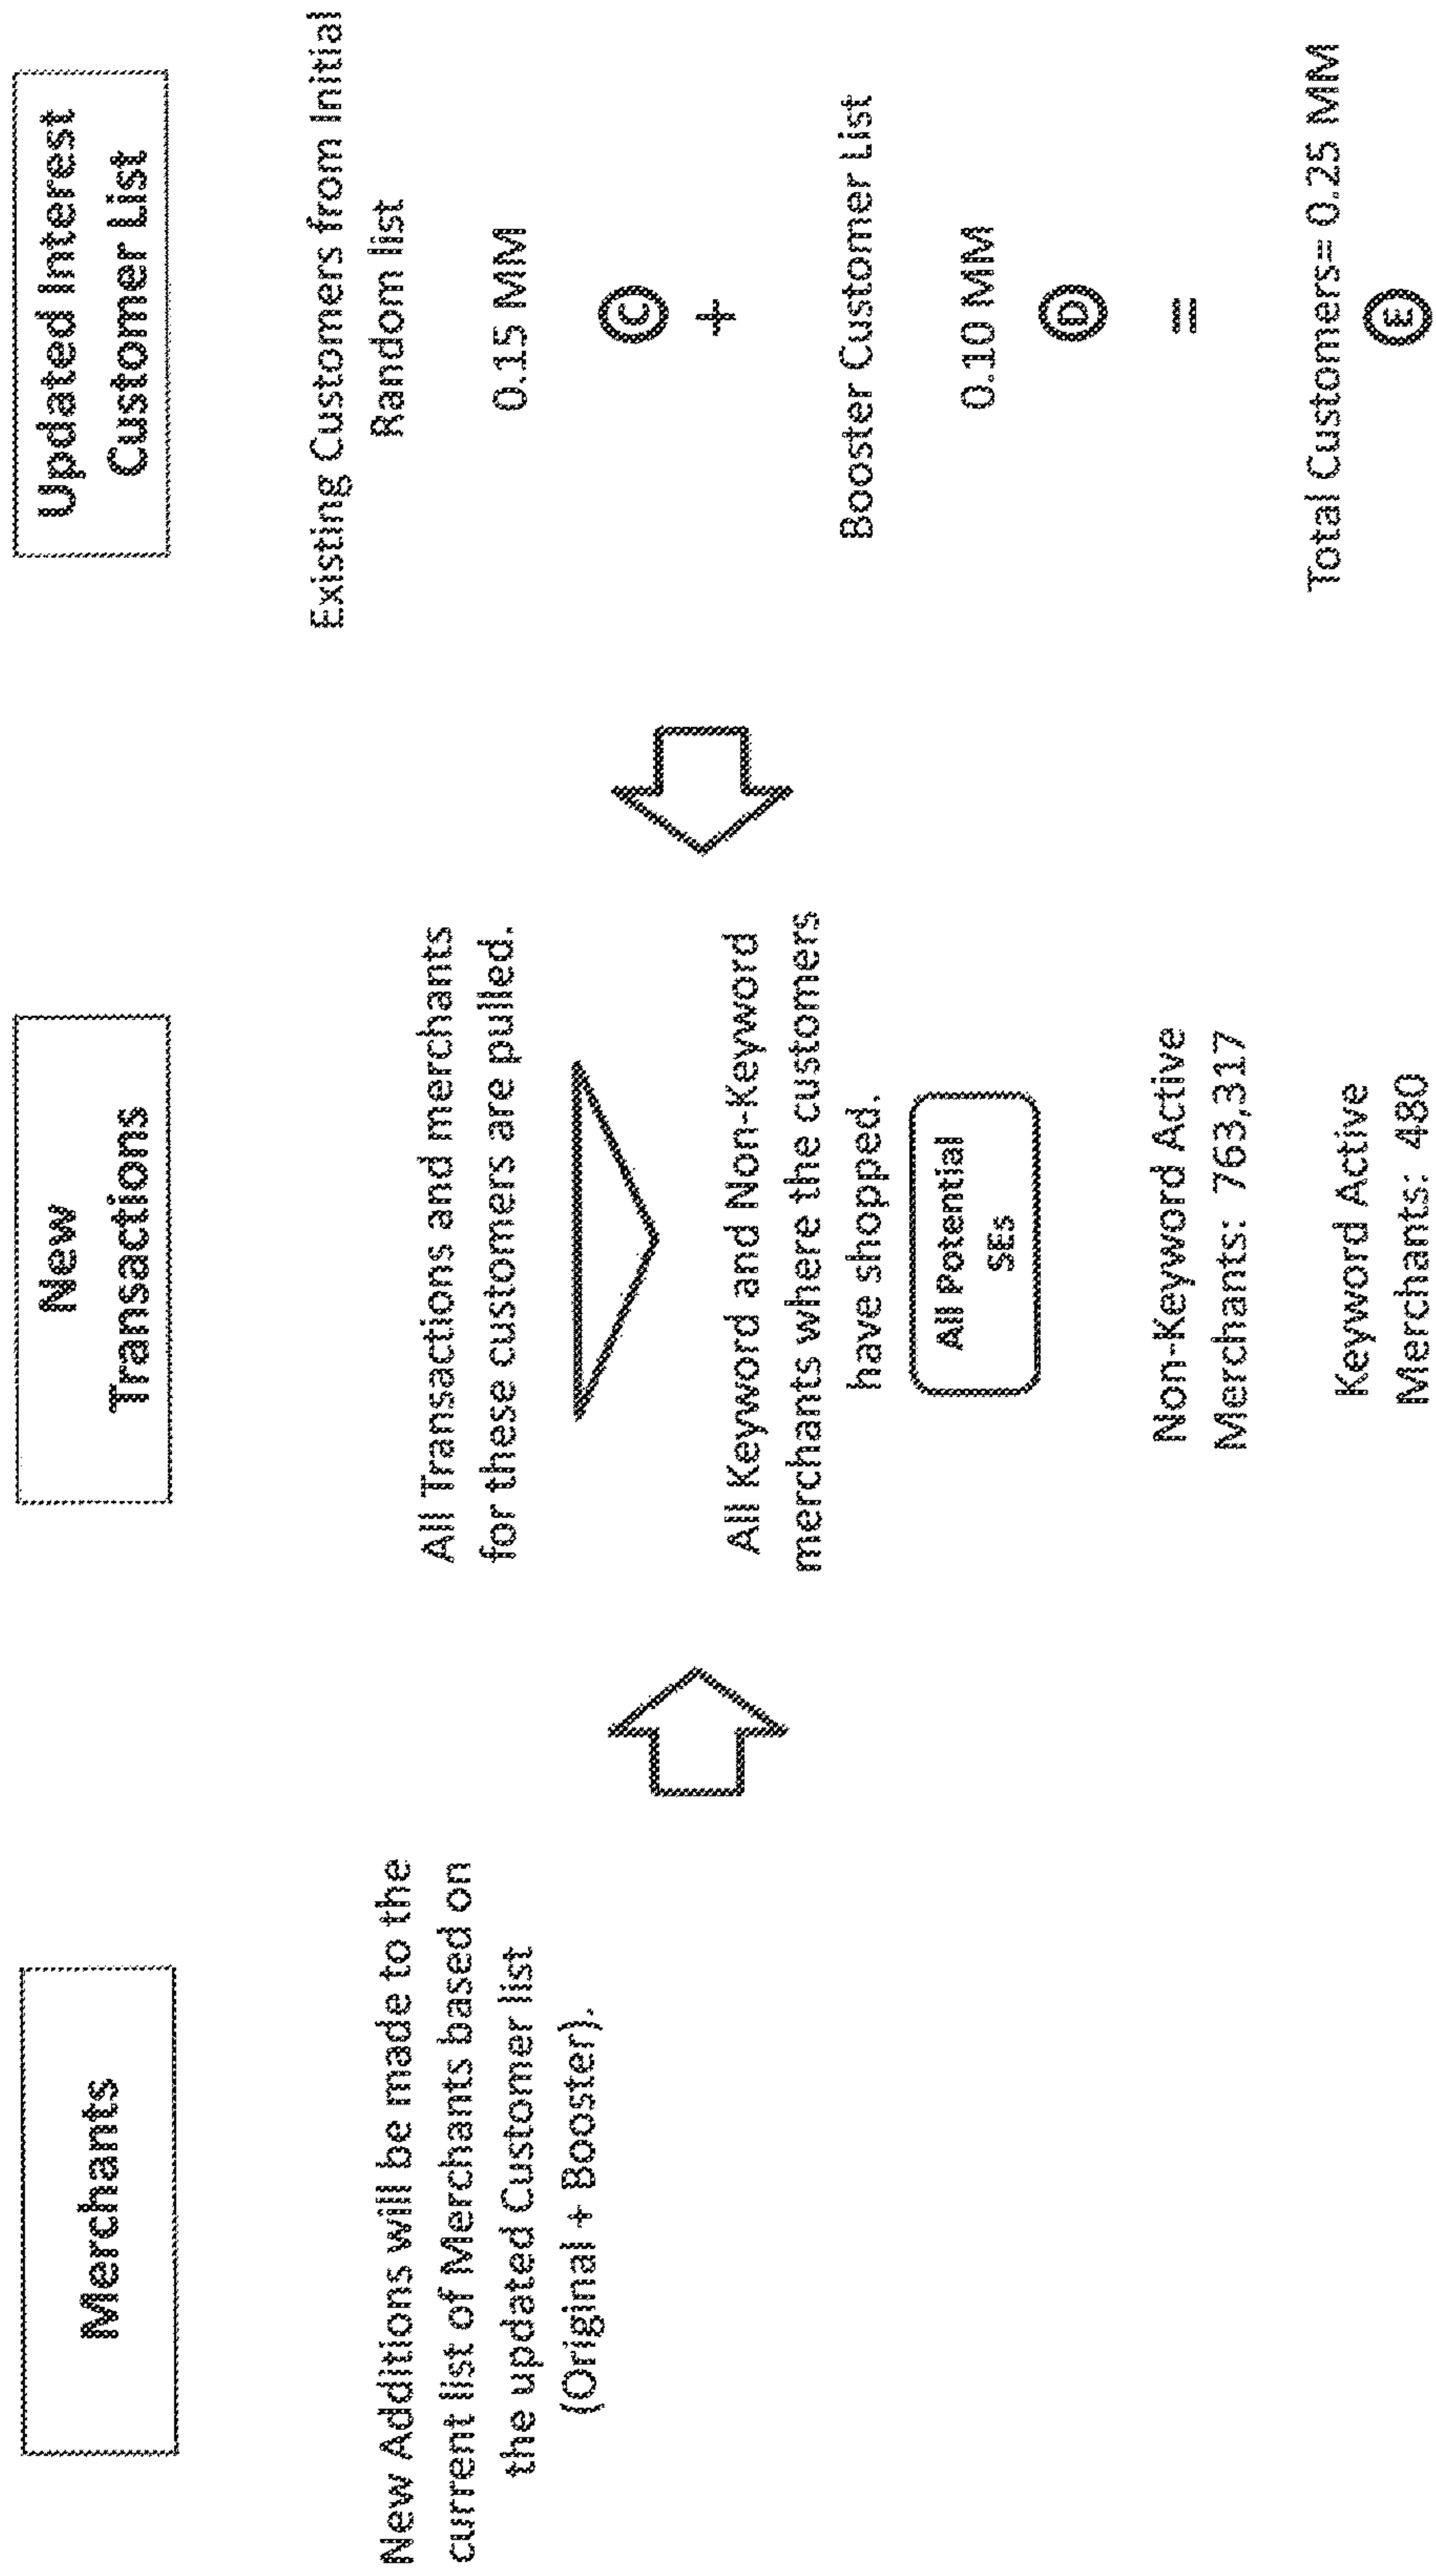 Merchants
New Additions will be made to the
current list of Merchants based on
the updated Customer list
(Original + Booster).
New
Transactions
All Transactions and merchants
for these customers are pulled.
All Keyword and Non-Keyword
merchants where the customers
have shopped.
All Potential
SEs
Non-Keyword Active
Merchants: 763,317
Keyword Active
Merchants: 480
Updated Interest
Customer List
Existing Customers from Initial
Random list
0.15 MM
C
+
Booster Customer List
0.10 MM
D
=
Total Customers= 0.25 MM
E